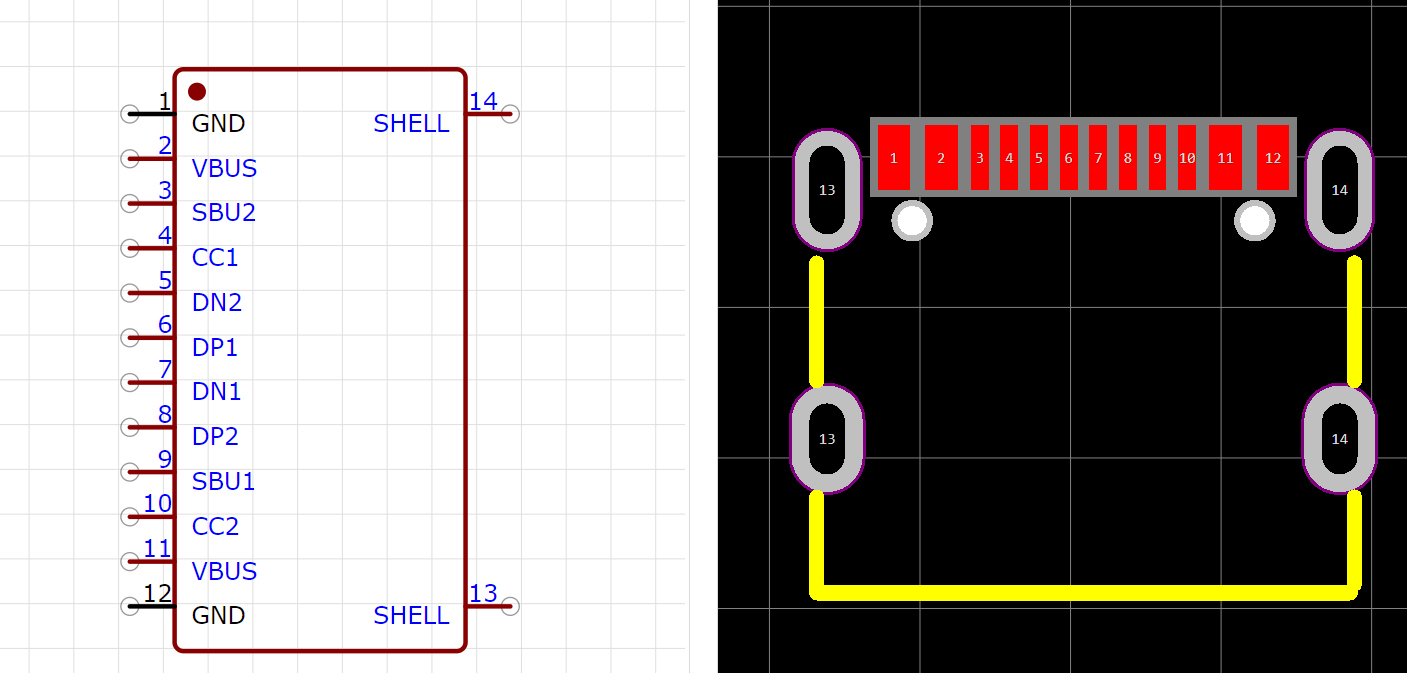 1 GND SHELL 14
2 VBUS
3 SBU2
4 CC1
5 DN2
6 DP1
7 DN1
8 DP2
9 SBU1
10 CC2
11 VBUS
12 GND SHELL 13
1 2 3 4 5 6 7 8 9 10 11 12
13 14
13 14